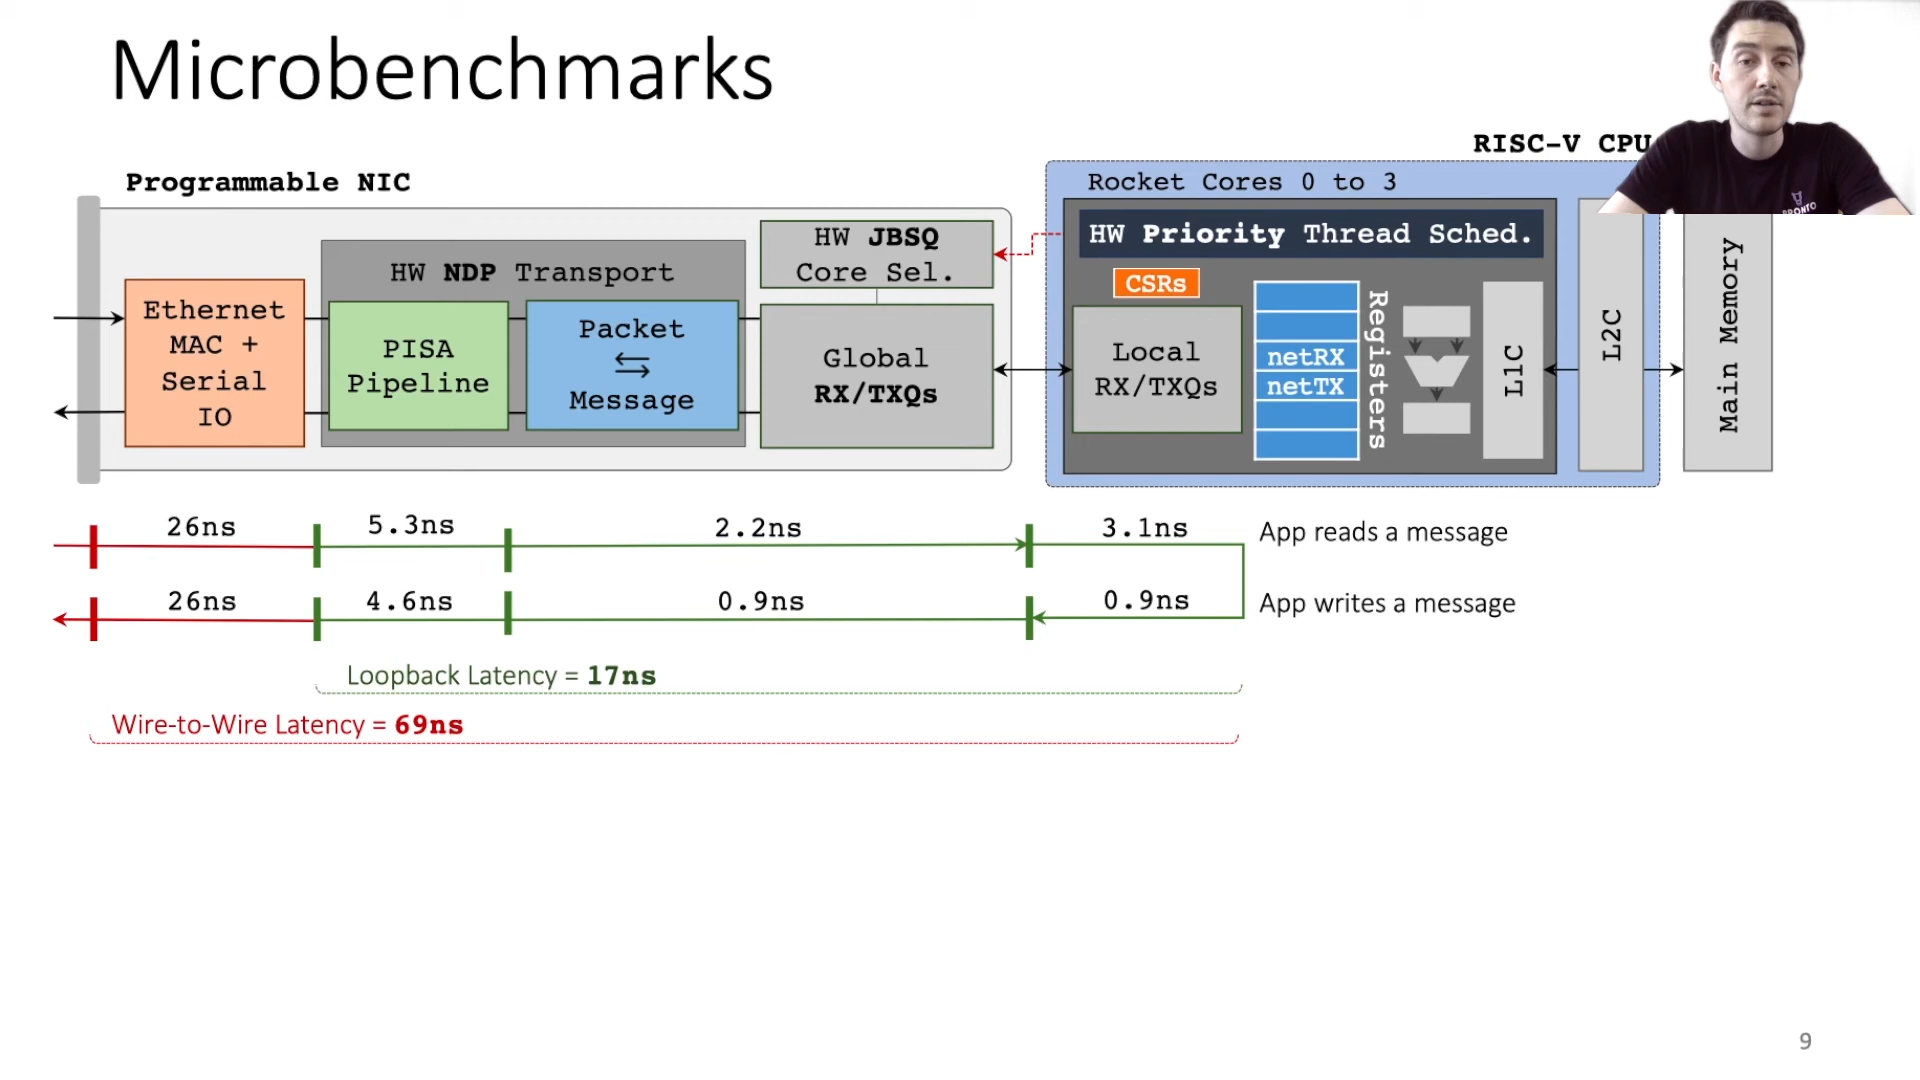 Microbenchmarks
RISC-V CPU
Programmable NIC
Rocket Cores 0 to 3
HW JBSQ
Core Sel.
HW Priority Thread Sched.
HW NDP Transport
CSRs
Ethernet
MAC +
Serial
IO
PISA
Pipeline
Packet
⇆
Message
Global
RX/TXQs
Local
RX/TXQs
netRX
netTX
Registers
L1C
L2C
Main Memory
26ns
5.3ns
2.2ns
3.1ns
App reads a message
26ns
4.6ns
0.9ns
0.9ns
App writes a message
Loopback Latency = 17ns
Wire-to-Wire Latency = 69ns
9